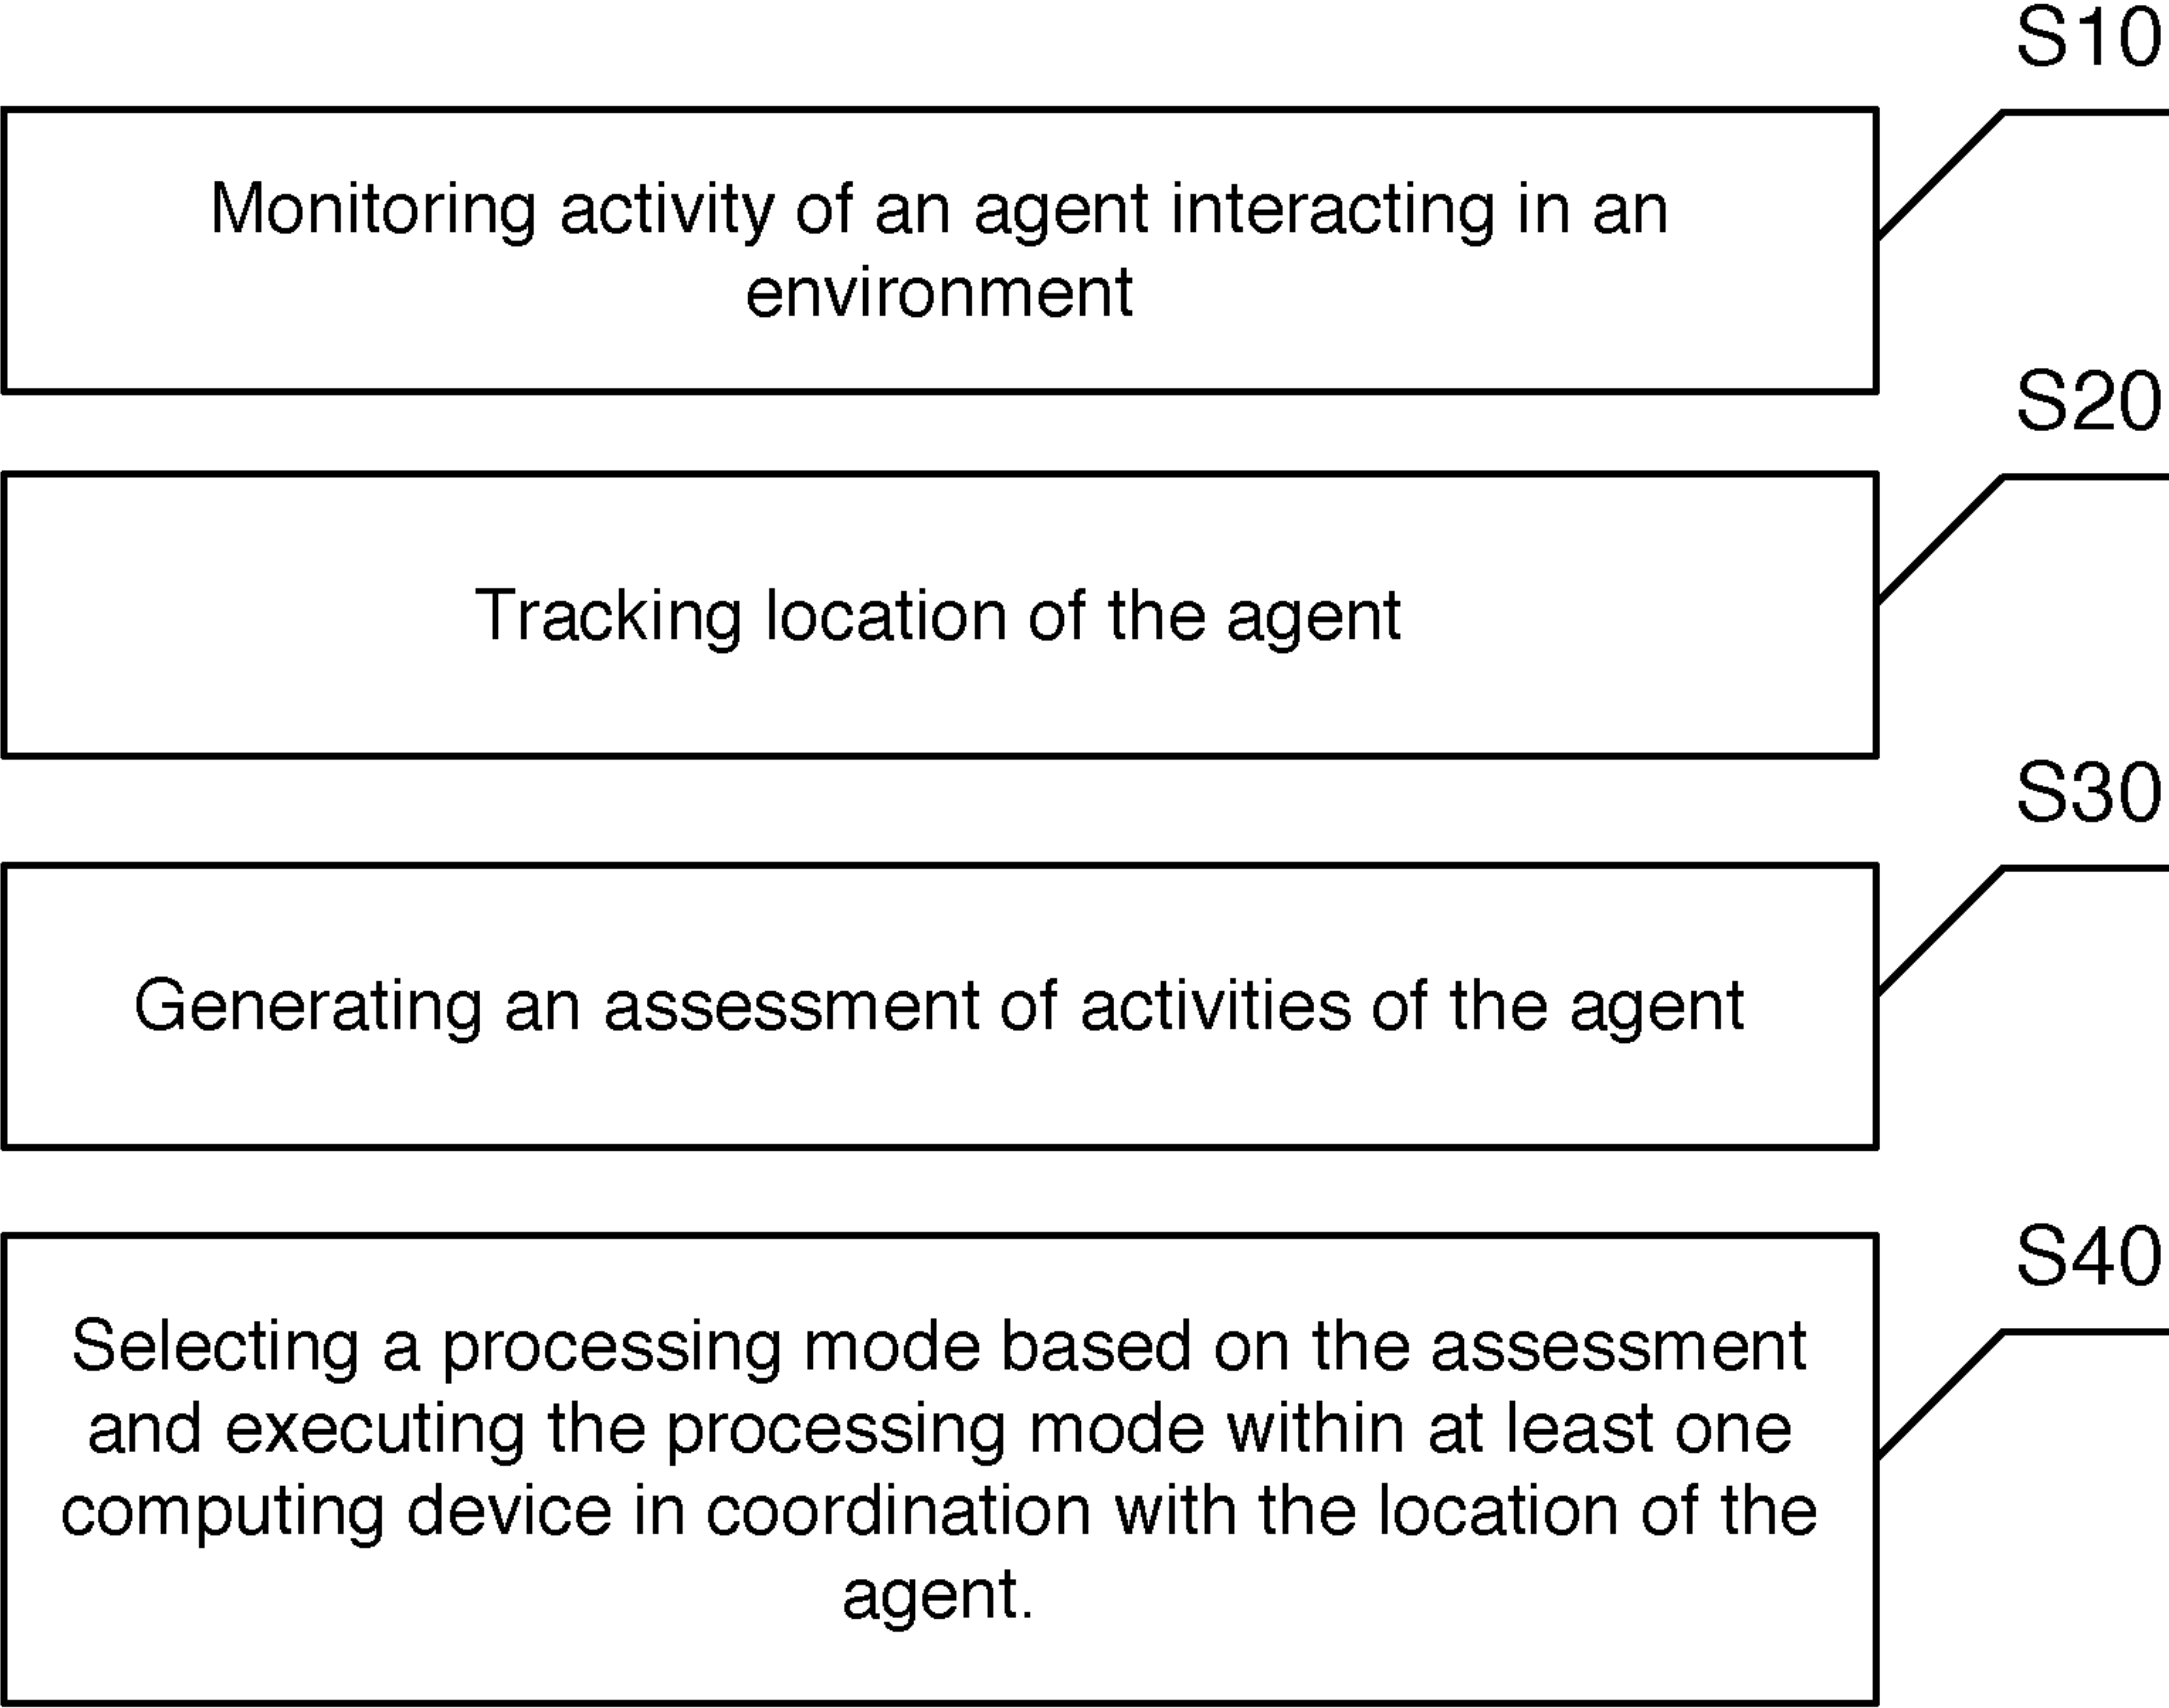 S10
Monitoring activity of an agent interacting in an
environment
S20
Tracking location of the agent
S30
Generating an assessment of activities of the agent
S40
Selecting a processing mode based on the assessment
and executing the processing mode within at least one
computing device in coordination with the location of the
agent.